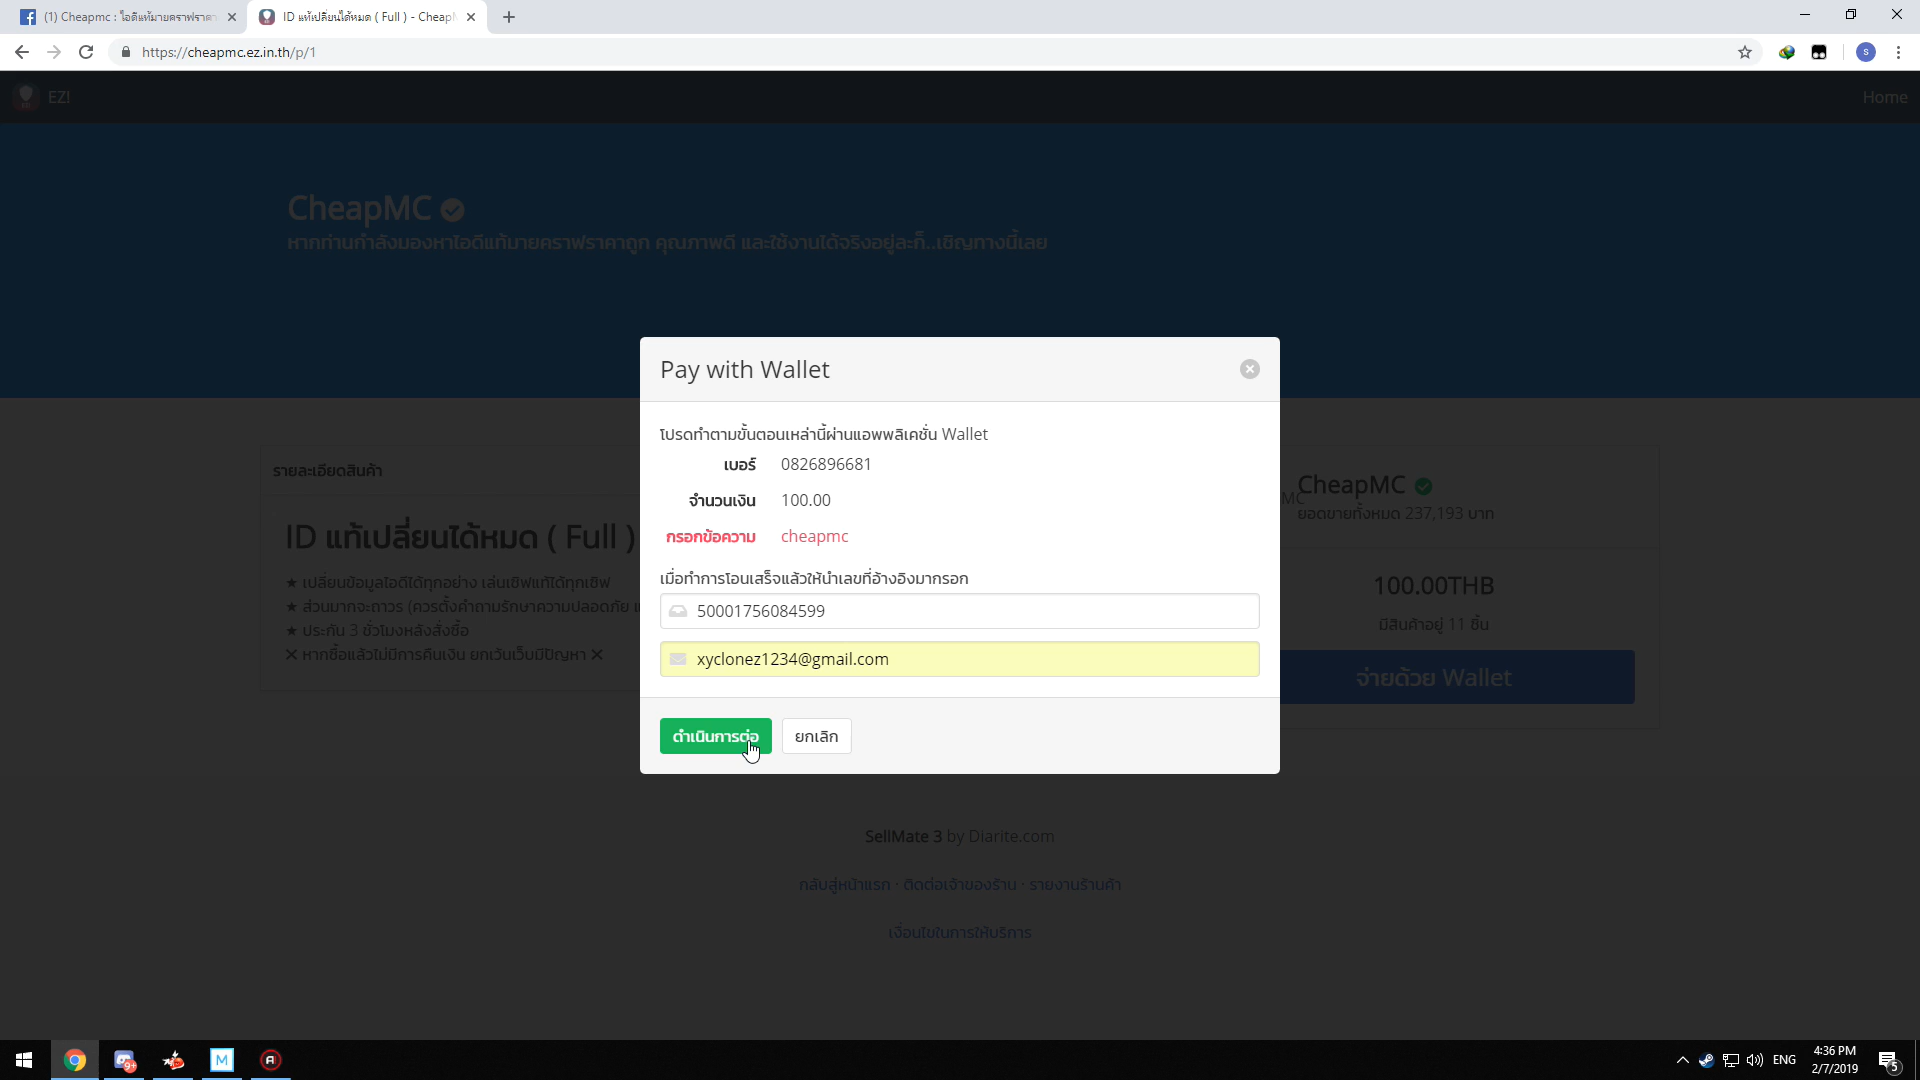 (1) Cheapmc : ไอดีแท้มายคราฟราคา
ID แท้เปลี่ยนได้หมด ( Full ) - Cheap
https://cheapmc.ez.in.th/p/1
S
EZI
Home
CheapMC
หากท่านกำลังมองหาไอดีแท้มายคราฟราคาถูก คุณภาพดี และใช้งานได้จริงอยู่ละก็..เชิญทางนี้เลย
Pay with Wallet
โปรดทำตามขั้นตอนเหล่านี้ผ่านแอพพลิเคชั่น Wallet
เบอร์ 0826896681
จำนวนเงิน 100.00
กรอกข้อความ cheapmc
เมื่อทำการโอนเสร็จแล้วให้นำเลขที่อ้างอิงมากรอก
50001756084599
xyclonez1234@gmail.com
ดำเนินการต่อ
ยกเลิก
รายละเอียดสินค้า
ID แท้เปลี่ยนได้หมด ( Full )
★ เปลี่ยนข้อมูลไอดีได้ทุกอย่าง เล่นเซิฟแท้ได้ทุกเซิฟ
★ ส่วนมากจะถาวร (ควรตั้งคำถามรักษาความปลอดภัย
★ ประกัน 3 ชั่วโมงหลังสั่งซื้อ
✕ หากซื้อแล้วไม่มีการคืนเงิน ยกเว้นเว็บมีปัญหา ✕
MC
CheapMC
ยอดขายทั้งหมด 237,193 บาท
100.00THB
มีสินค้าอยู่ 11 ชิ้น
จ่ายด้วย Wallet
SellMate 3 by Diarite.com
กลับสู่หน้าแรก · ติดต่อเจ้าของร้าน · รายงานร้านค้า
เงื่อนไขในการให้บริการ
9+
M
ENG
4:36 PM
2/7/2019
5